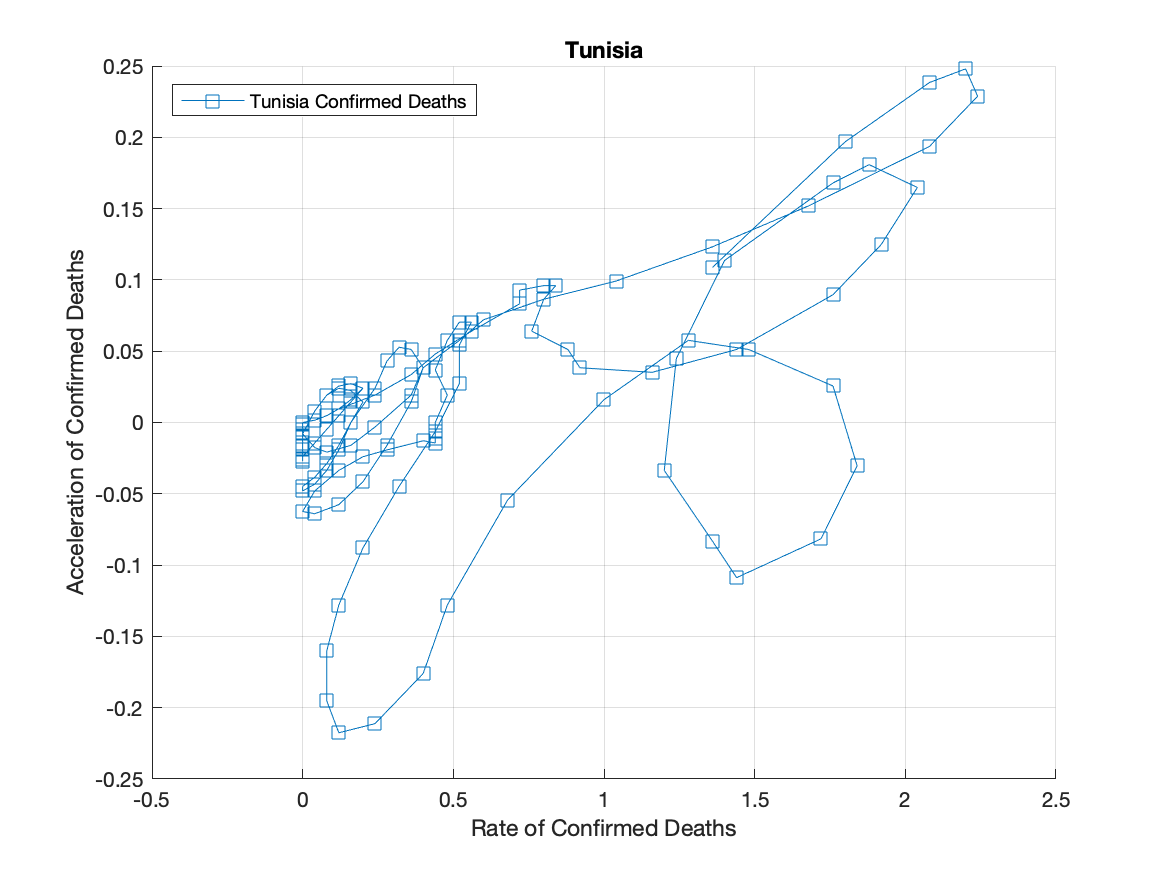 Tunisia
Tunisia Confirmed Deaths
0.25
0.2
0.15
0.1
0.05
0
-0.05
-0.1
-0.15
-0.2
-0.25
Acceleration of Confirmed Deaths
-0.5 0 0.5 1 1.5 2 2.5
Rate of Confirmed Deaths